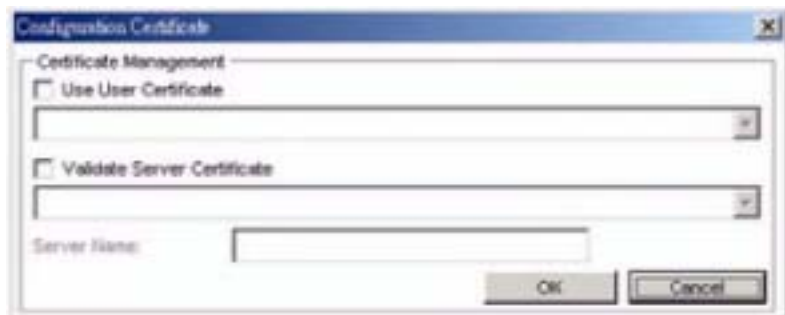 Configuration Certificate
Certificate Management
Use User Certificate
Validate Server Certificate
Server Name:
OK
Cancel